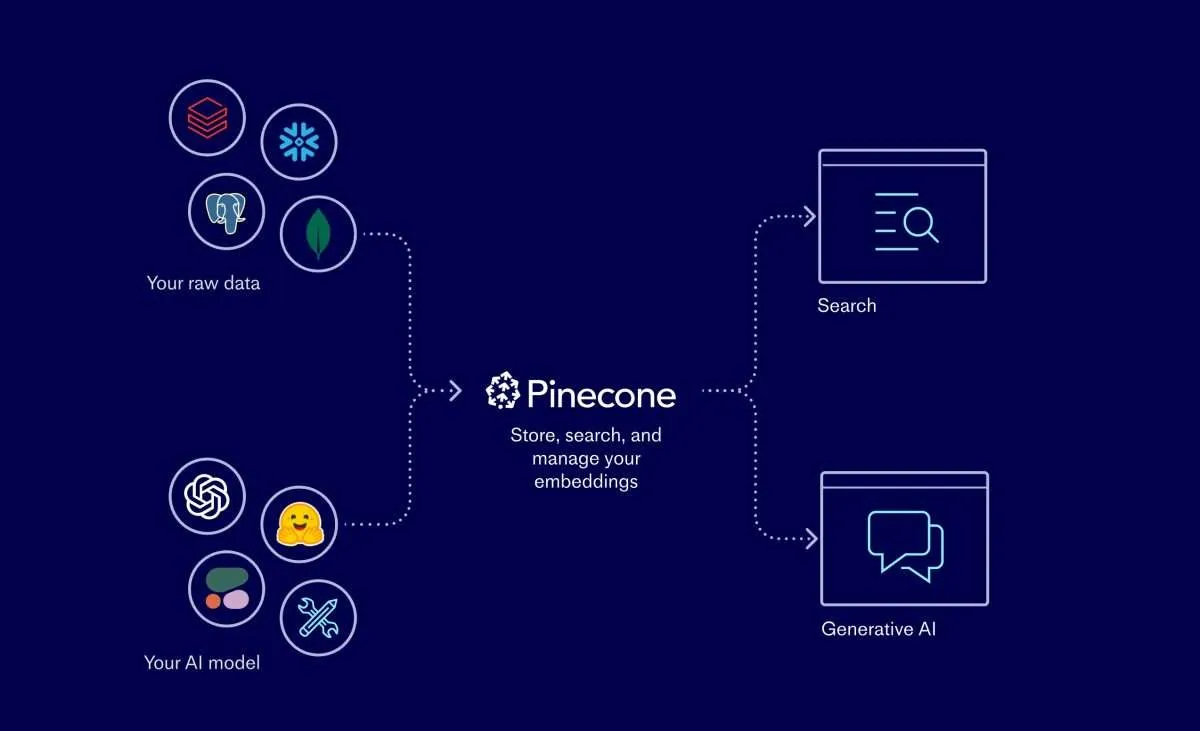 Your raw data
Search
Pinecone
Store, search, and
manage your
embeddings
Your AI model
Generative AI